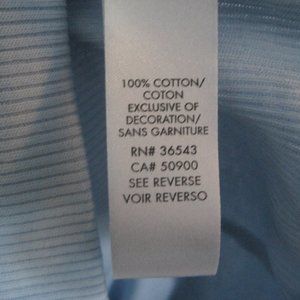 100% COTTON/
COTON
EXCLUSIVE OF
DECORATION/
SANS GARNITURE
RN# 36543
CA# 50900
SEE REVERSE
VOIR REVERSO